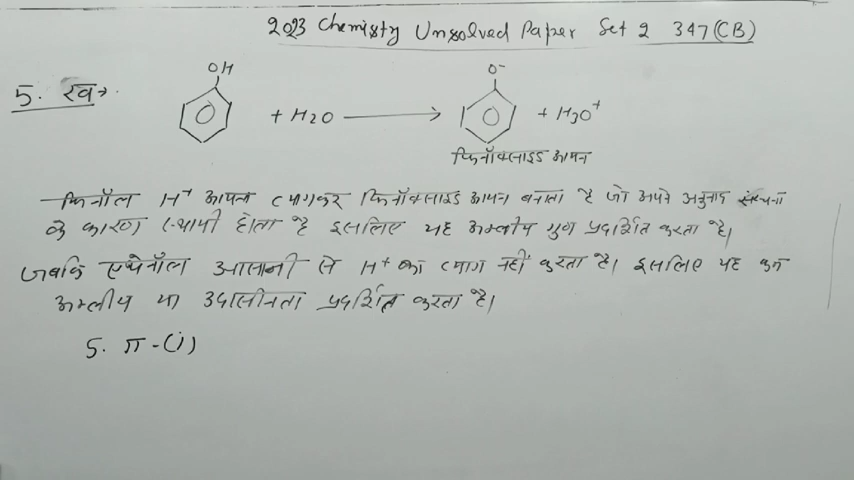 2023 Chemisty Unsolved Paper Set 2 347(CB)
5. ख→
OH
O⁻
+ H2O ⟶ + H3O⁺
फिनॉक्साइड आयन
फिनॉल H⁺ आयन त्यागकर फिनॉक्साइड आयन बनाता है जो अपने अनुनाद संरचना
के कारण स्थायी होता है इसलिए यह अम्लीय गुण प्रदर्शित करता है।
जबकि एथेनॉल आसानी से H⁺ का त्याग नहीं करता है। इसलिए यह कम
अम्लीय या उदासीनता प्रदर्शित करता है।
5. ग-(i)